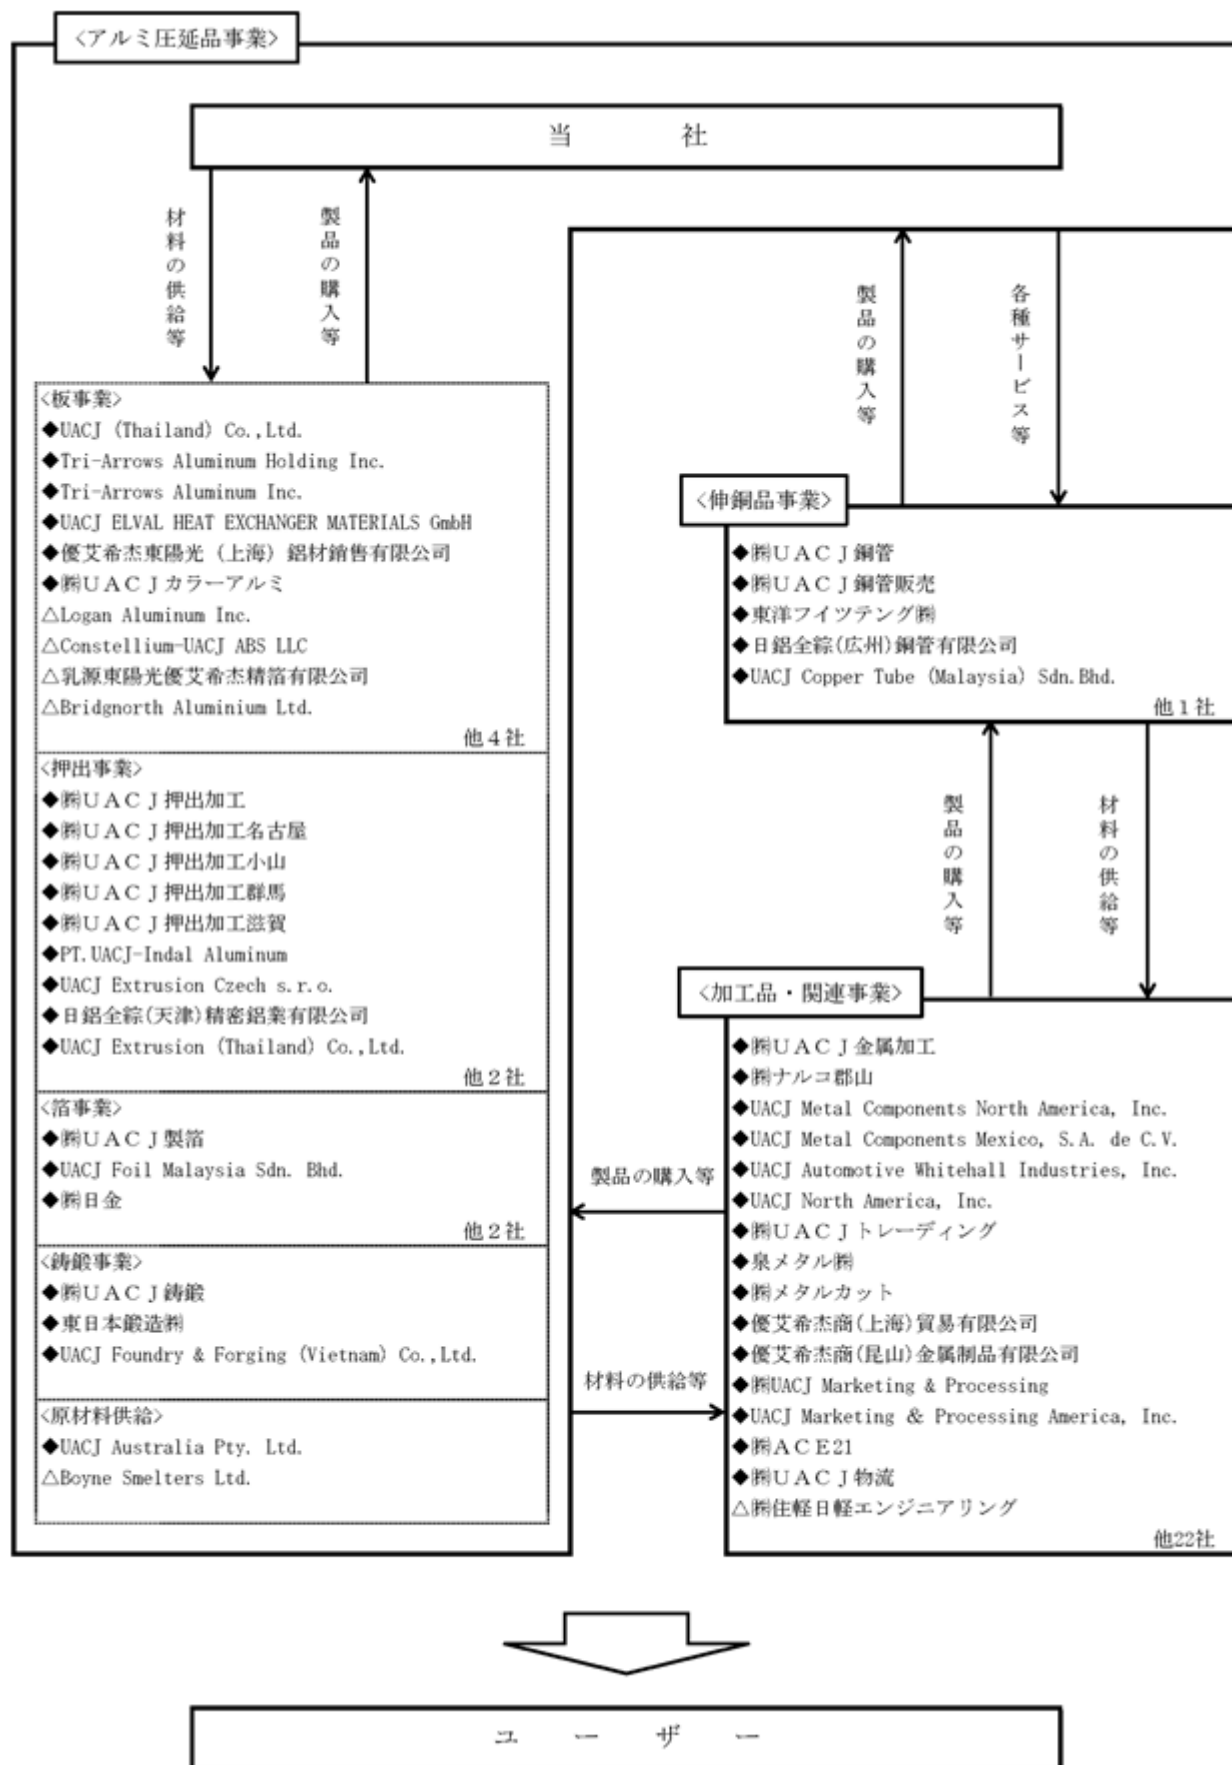 <アルミ圧延品事業>
当 社
材料の供給等
製品の購入等
<板事業>
◆UACJ (Thailand) Co.,Ltd.
◆Tri-Arrows Aluminum Holding Inc.
◆Tri-Arrows Aluminum Inc.
◆UACJ ELVAL HEAT EXCHANGER MATERIALS GmbH
◆優艾希杰東陽光（上海）鋁材銷售有限公司
◆㈱ＵＡＣＪカラーアルミ
△Logan Aluminum Inc.
△Constellium-UACJ ABS LLC
△乳源東陽光優艾希杰精箔有限公司
△Bridgnorth Aluminium Ltd.
他４社
<押出事業>
◆㈱ＵＡＣＪ押出加工
◆㈱ＵＡＣＪ押出加工名古屋
◆㈱ＵＡＣＪ押出加工小山
◆㈱ＵＡＣＪ押出加工群馬
◆㈱ＵＡＣＪ押出加工滋賀
◆PT.UACJ-Indal Aluminum
◆UACJ Extrusion Czech s.r.o.
◆日鋁全綜(天津)精密鋁業有限公司
◆UACJ Extrusion (Thailand) Co.,Ltd.
他２社
<箔事業>
◆㈱ＵＡＣＪ製箔
◆UACJ Foil Malaysia Sdn. Bhd.
◆㈱日金
他２社
<鋳鍛事業>
◆㈱ＵＡＣＪ鋳鍛
◆東日本鍛造㈱
◆UACJ Foundry & Forging (Vietnam) Co.,Ltd.
<原材料供給>
◆UACJ Australia Pty. Ltd.
△Boyne Smelters Ltd.
製品の購入等
各種サービス等
<伸銅品事業>
◆㈱ＵＡＣＪ銅管
◆㈱ＵＡＣＪ銅管販売
◆東洋フイツテング㈱
◆日鋁全綜(広州)銅管有限公司
◆UACJ Copper Tube (Malaysia) Sdn.Bhd.
他１社
製品の購入等
材料の供給等
<加工品・関連事業>
◆㈱ＵＡＣＪ金属加工
◆㈱ナルコ郡山
◆UACJ Metal Components North America, Inc.
◆UACJ Metal Components Mexico, S.A. de C.V.
◆UACJ Automotive Whitehall Industries, Inc.
◆UACJ North America, Inc.
◆㈱ＵＡＣＪトレーディング
◆泉メタル㈱
◆㈱メタルカット
◆優艾希杰商(上海)貿易有限公司
◆優艾希杰商(昆山)金属制品有限公司
◆㈱UACJ Marketing & Processing
◆UACJ Marketing ＆ Processing America, Inc.
◆㈱ＡＣＥ21
◆㈱ＵＡＣＪ物流
△㈱住軽日軽エンジニアリング
他22社
製品の購入等
材料の供給等
ユ ー ザ ー